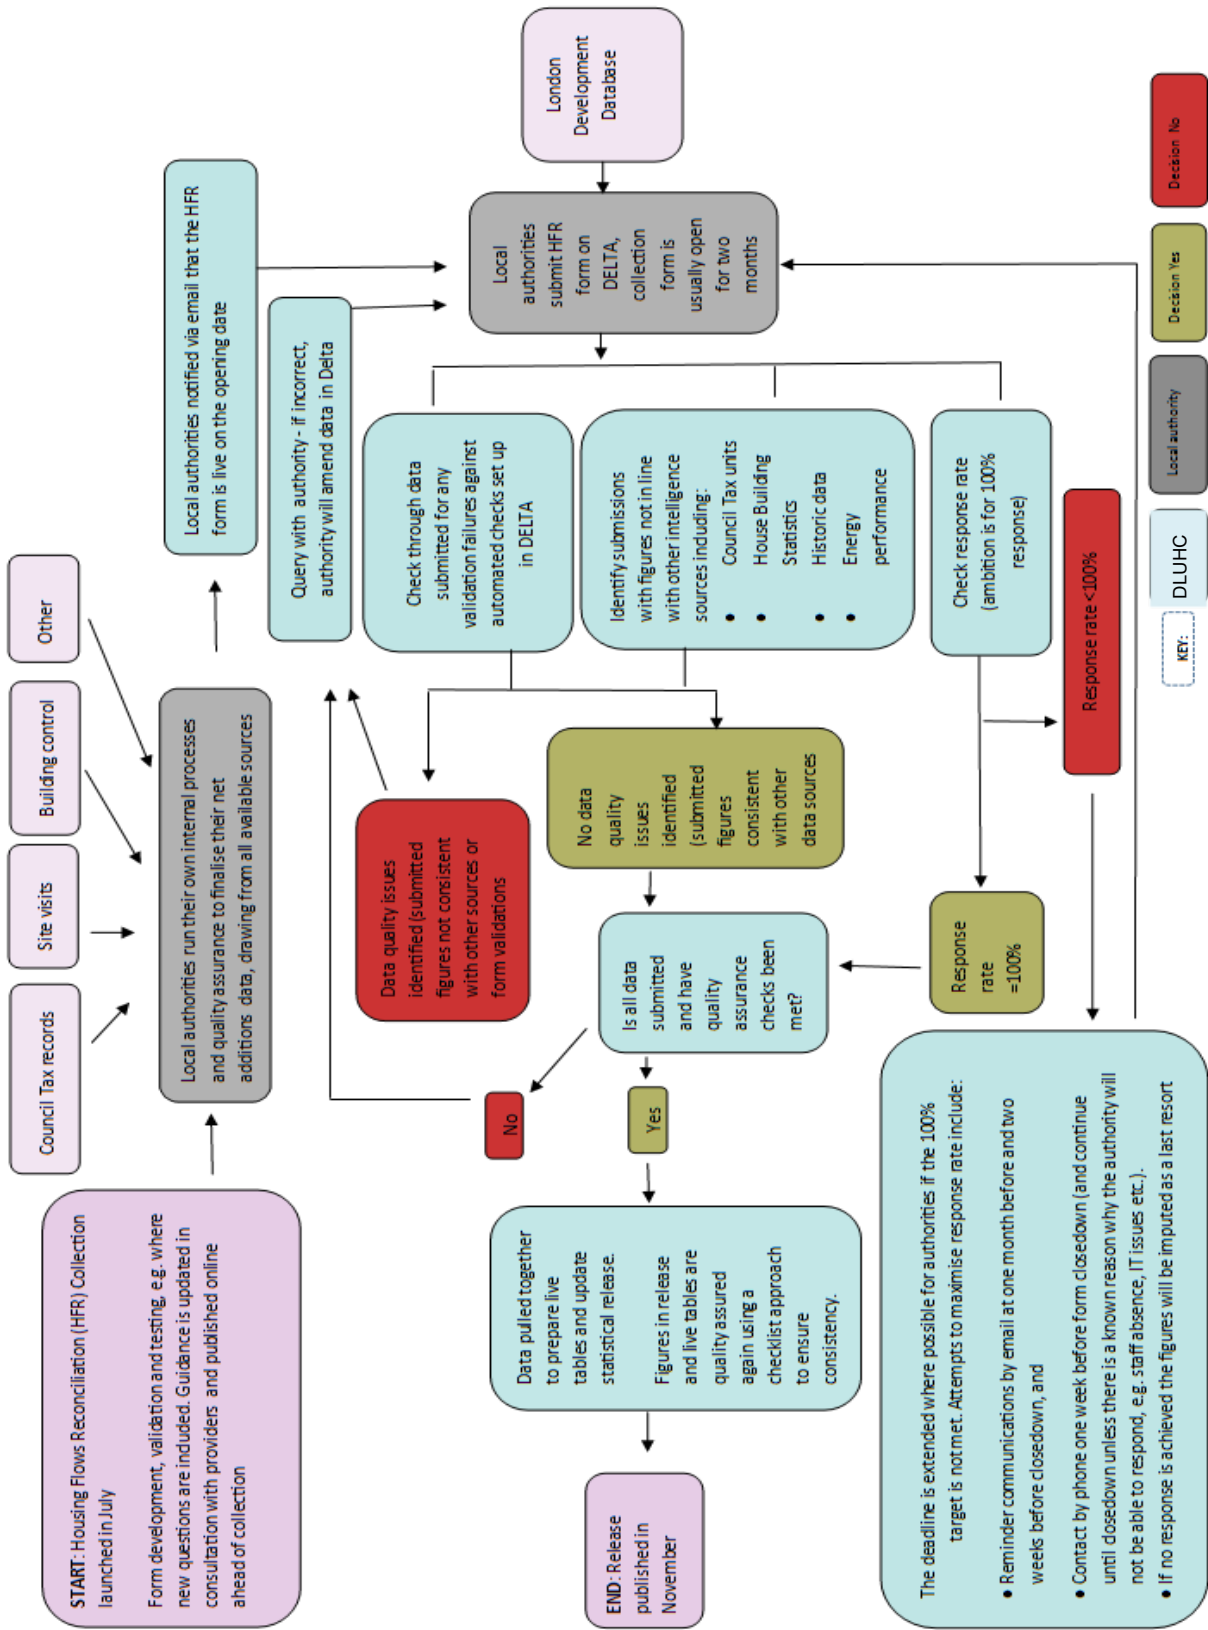 START: Housing Flows Reconciliation (HFR) Collection
launched in July
Form development, validation and testing, e.g. where
new questions are included. Guidance is updated in
consultation with providers and published online
ahead of collection
Council Tax records
Site visits
Building control
Other
Local authorities run their own internal processes
and quality assurance to finalise their net
additions data, drawing from all available sources
Local authorities notified via email that the HFR
form is live on the opening date
Query with authority - if incorrect,
authority will amend data in Delta
London
Development
Database
Local
authorities
submit HFR
form on
DELTA,
collection
form is
usually open
for two
months
Check through data
submitted for any
validation failures against
automated checks set up
in DELTA
Identify submissions
with figures not in line
with other intelligence
sources including:
● Council Tax units
● House Building
Statistics
● Historic data
● Energy
performance
Check response rate
(ambition is for 100%
response)
Data quality issues
identified (submitted
figures not consistent
with other sources or
form validations
No data
quality
issues
identified
(submitted
figures
consistent
with other
data sources
Response rate <100%
Response
rate
=100%
Is all data
submitted
and have
quality
assurance
checks been
met?
No
Yes
Data pulled together
to prepare live
tables and update
statistical release.
Figures in release
and live tables are
quality assured
again using a
checklist approach
to ensure
consistency.
END: Release
published in
November
The deadline is extended where possible for authorities if the 100%
target is not met. Attempts to maximise response rate include:
● Reminder communications by email at one month before and two
weeks before closedown, and
● Contact by phone one week before form closedown (and continue
until closedown unless there is a known reason why the authority will
not be able to respond, e.g. staff absence, IT issues etc.).
● If no response is achieved the figures will be imputed as a last resort
KEY:
DLUHC
Local authority
Decision Yes
Decision No